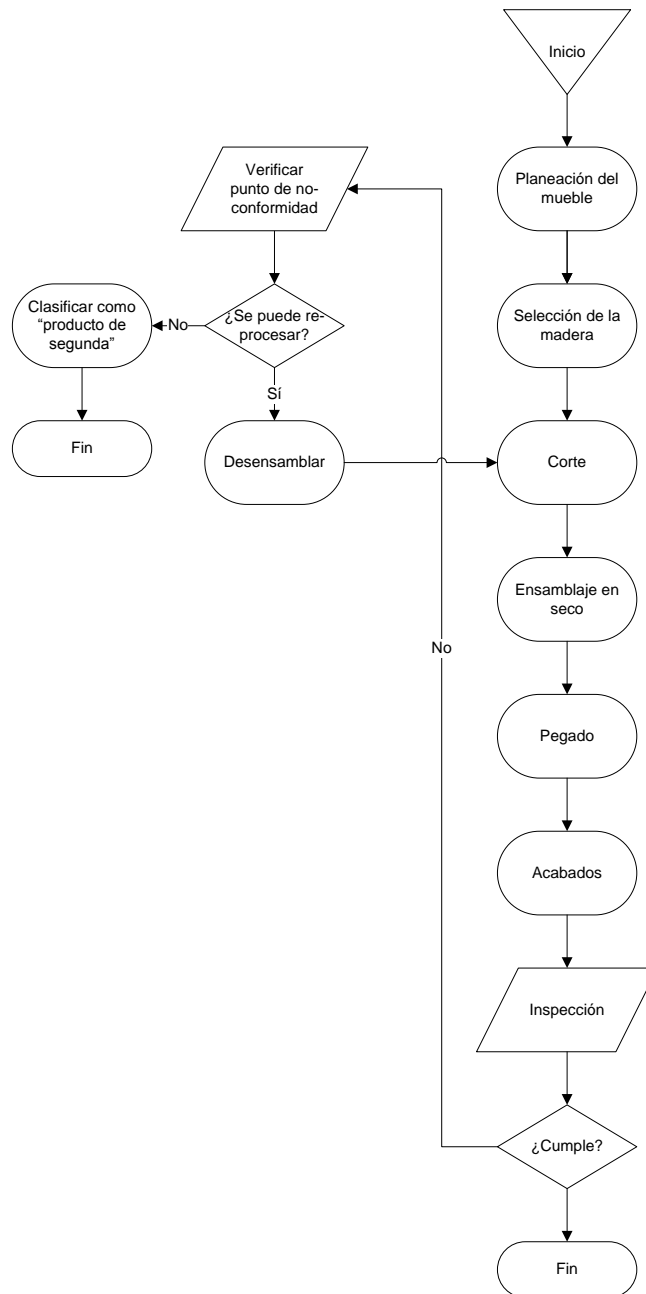 Inicio
Planeación del
mueble
Selección de la
madera
Corte
Ensamblaje en
seco
Pegado
Acabados
Inspección
¿Cumple?
Fin
No
Verificar
punto de no-
conformidad
¿Se puede re-
procesar?
No
Clasificar como
“producto de
segunda”
Fin
Sí
Desensamblar